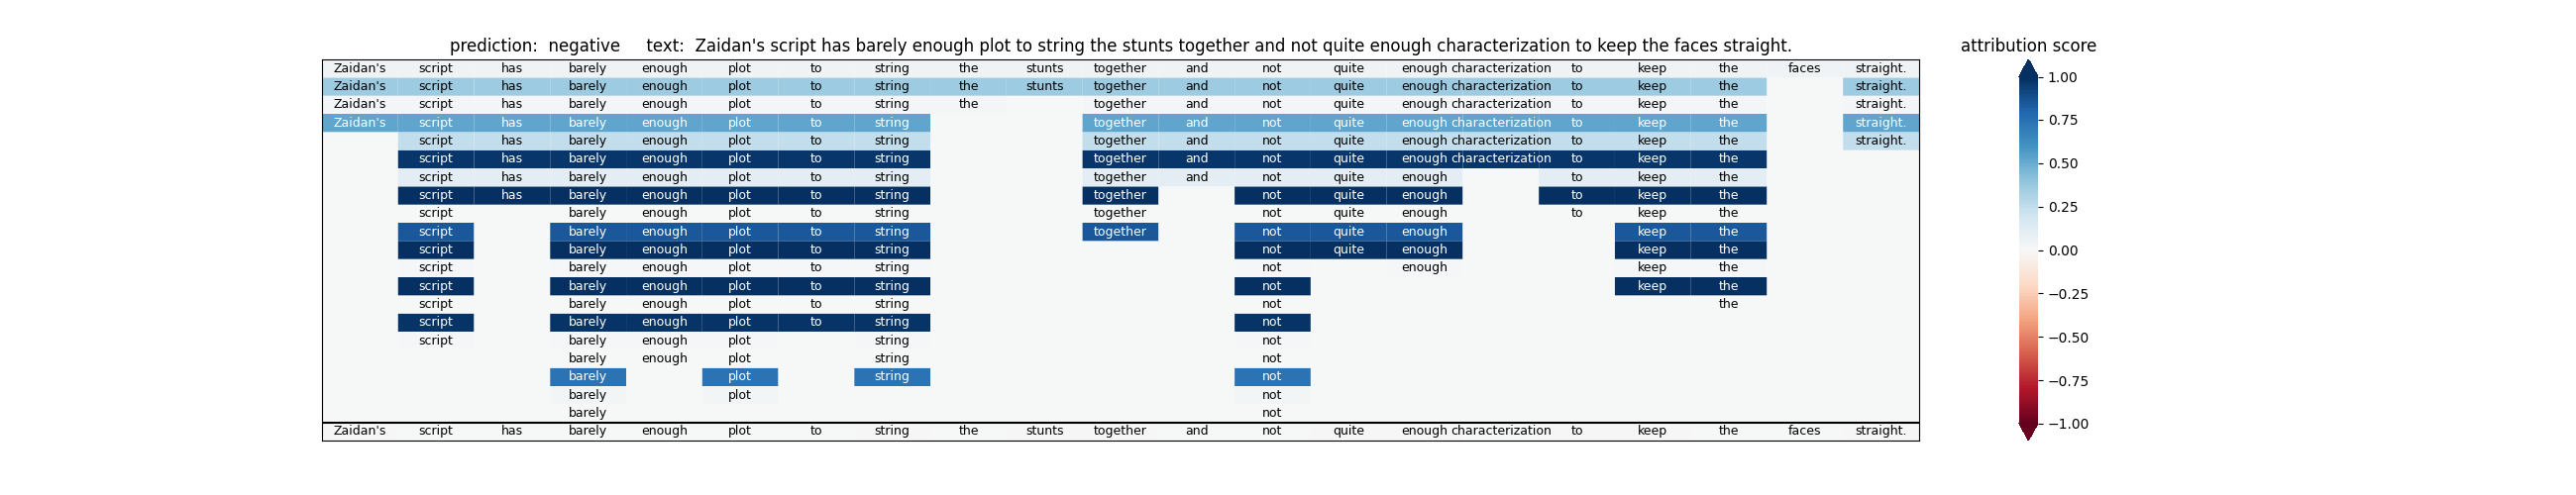 prediction: negative text: Zaidan's script has barely enough plot to string the stunts together and not quite enough characterization to keep the faces straight.
attribution score
Zaidan's script has barely enough plot to string the stunts together and not quite enough characterization to keep the faces straight.
Zaidan's script has barely enough plot to string the stunts together and not quite enough characterization to keep the straight.
Zaidan's script has barely enough plot to string the together and not quite enough characterization to keep the straight.
Zaidan's script has barely enough plot to string together and not quite enough characterization to keep the straight.
script has barely enough plot to string together and not quite enough characterization to keep the straight.
script has barely enough plot to string together and not quite enough characterization to keep the
script has barely enough plot to string together and not quite enough to keep the
script has barely enough plot to string together not quite enough to keep the
script barely enough plot to string together not quite enough to keep the
script barely enough plot to string together not quite enough keep the
script barely enough plot to string not quite enough keep the
script barely enough plot to string not enough keep the
script barely enough plot to string not keep the
script barely enough plot to string not the
script barely enough plot to string not
script barely enough plot string not
barely enough plot string not
barely plot string not
barely plot not
barely not
Zaidan's script has barely enough plot to string the stunts together and not quite enough characterization to keep the faces straight.
1.00
0.75
0.50
0.25
0.00
−0.25
−0.50
−0.75
−1.00